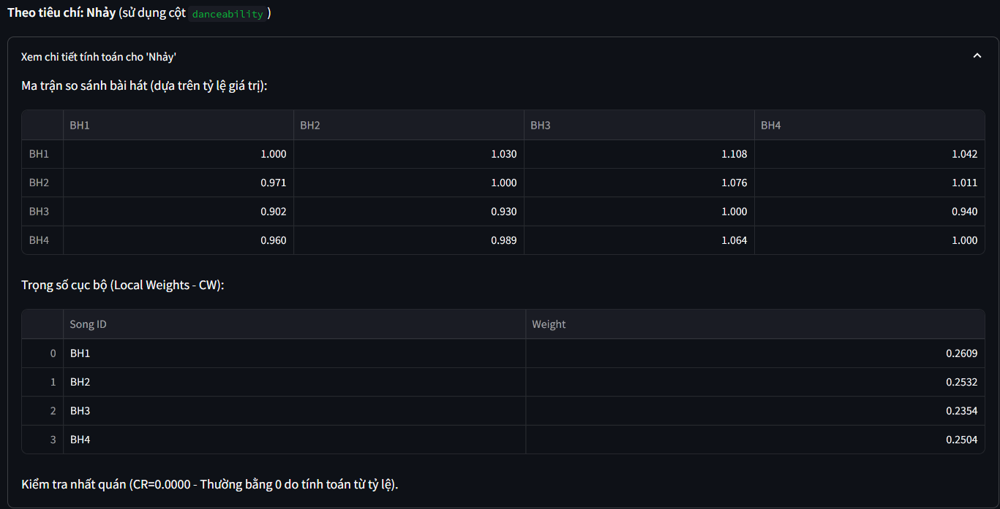 Theo tiêu chí: Nhảy (sử dụng cột danceability )
Xem chi tiết tính toán cho 'Nhảy'
Ma trận so sánh bài hát (dựa trên tỷ lệ giá trị):
BH1 BH2 BH3 BH4
BH1 1.000 1.030 1.108 1.042
BH2 0.971 1.000 1.076 1.011
BH3 0.902 0.930 1.000 0.940
BH4 0.960 0.989 1.064 1.000
Trọng số cục bộ (Local Weights - CW):
Song ID Weight
0 BH1 0.2609
1 BH2 0.2532
2 BH3 0.2354
3 BH4 0.2504
Kiểm tra nhất quán (CR=0.0000 - Thường bằng 0 do tính toán từ tỷ lệ).